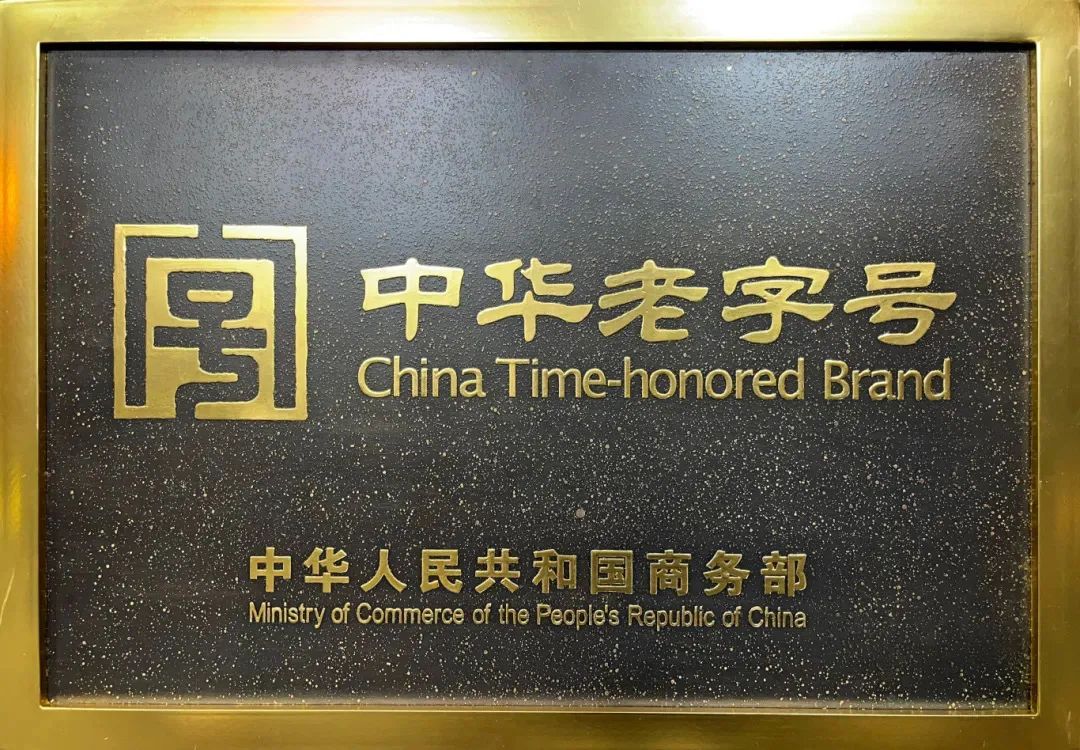 中华老字号
China Time-honored Brand
中华人民共和国商务部
Ministry of Commerce of the People's Republic of China